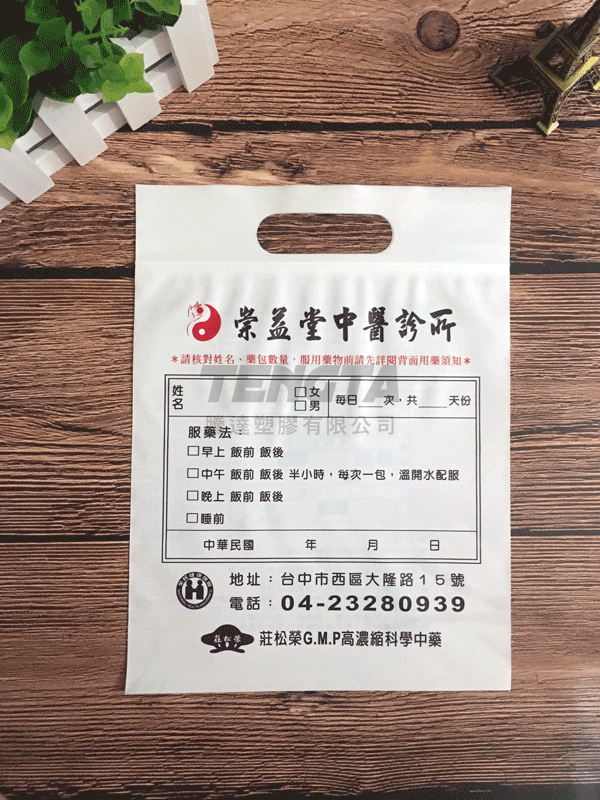 崇益堂中醫診所
＊請核對姓名、藥包數量，服用藥物前請先詳閱背面用藥須知＊
TENGTA
騰達塑膠有限公司
姓名 □女 □男 每日___次，共___天份
服藥法：
□早上 飯前 飯後
□中午 飯前 飯後 半小時，每次一包，溫開水配服
□晚上 飯前 飯後
□睡前
中華民國 年 月 日
地址：台中市西區大隆路15號
電話：04-23280939
莊松榮 莊松榮G.M.P高濃縮科學中藥